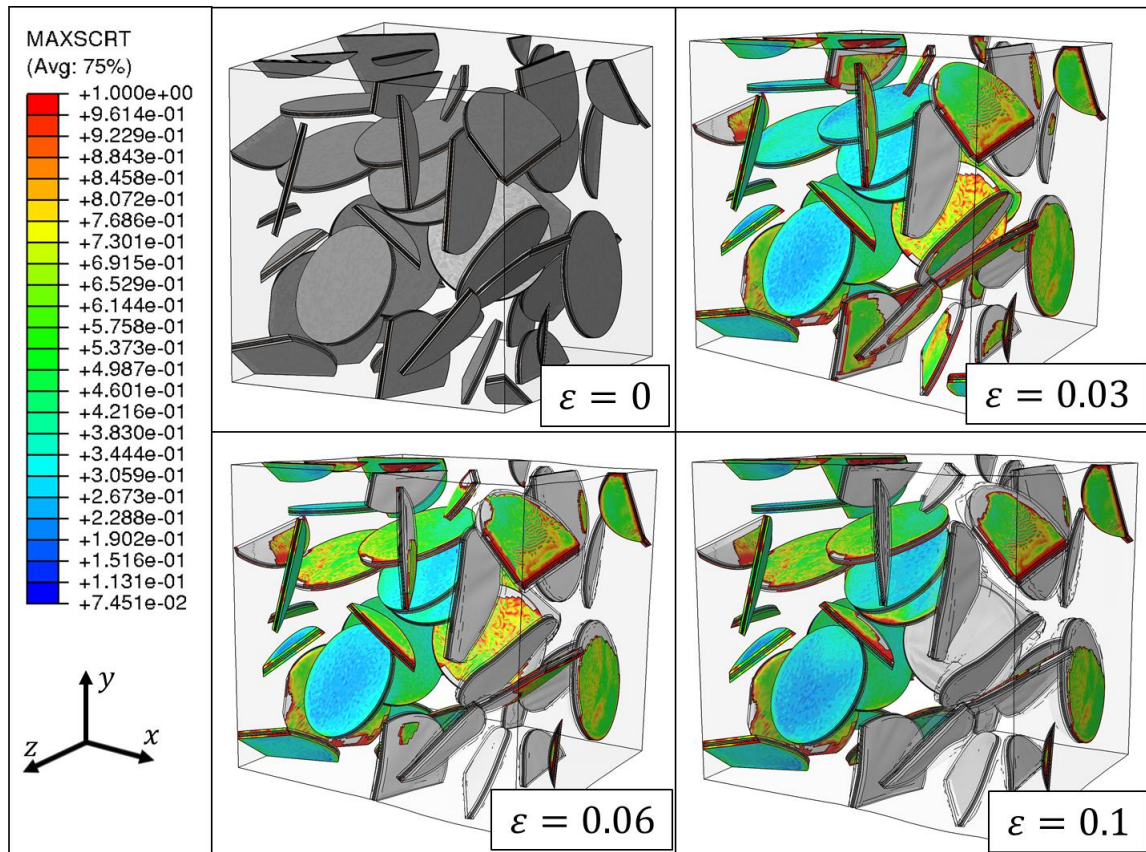 MAXSCRT
(Avg: 75%)
+1.000e+00
+9.614e-01
+9.229e-01
+8.843e-01
+8.458e-01
+8.072e-01
+7.686e-01
+7.301e-01
+6.915e-01
+6.529e-01
+6.144e-01
+5.758e-01
+5.373e-01
+4.987e-01
+4.601e-01
+4.216e-01
+3.830e-01
+3.444e-01
+3.059e-01
+2.673e-01
+2.288e-01
+1.902e-01
+1.516e-01
+1.131e-01
+7.451e-02
y
z
x
ε = 0
ε = 0.03
ε = 0.06
ε = 0.1